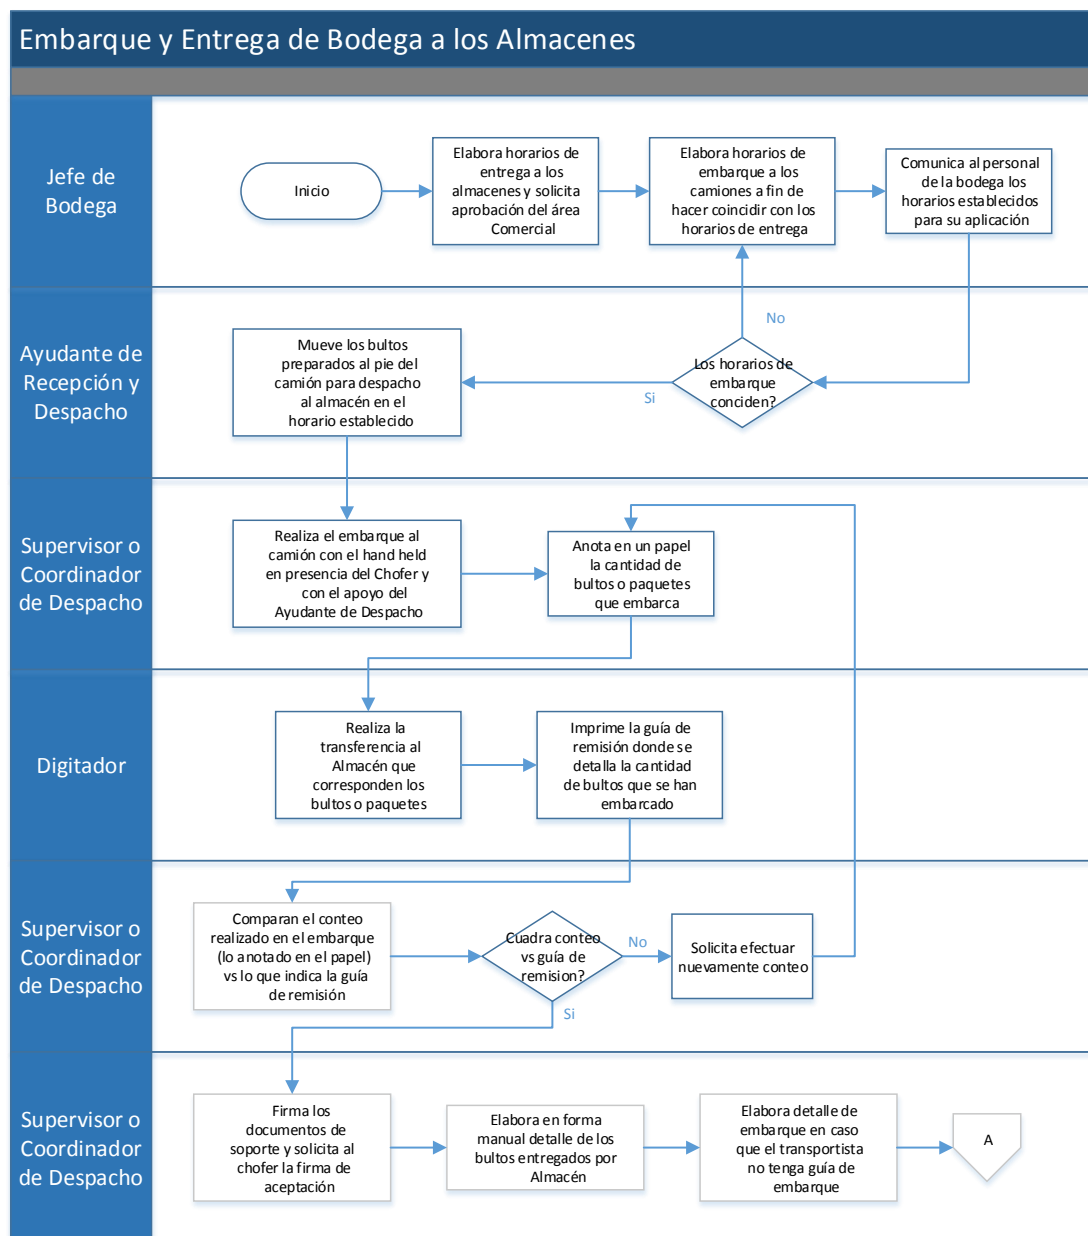 Embarque y Entrega de Bodega a los Almacenes
Jefe de
Bodega
Inicio
Elabora horarios de
entrega a los
almacenes y solicita
aprobación del área
Comercial
Elabora horarios de
embarque a los
camiones a fin de
hacer coincidir con los
horarios de entrega
Comunica al personal
de la bodega los
horarios establecidos
para su aplicación
Ayudante de
Recepción y
Despacho
Mueve los bultos
preparados al pie del
camión para despacho
al almacén en el
horario establecido
Si
Los horarios de
embarque
conciden?
No
Supervisor o
Coordinador
de Despacho
Realiza el embarque al
camión con el hand held
en presencia del Chofer y
con el apoyo del
Ayudante de Despacho
Anota en un papel
la cantidad de
bultos o paquetes
que embarca
Digitador
Realiza la
transferencia al
Almacén que
corresponden los
bultos o paquetes
Imprime la guía de
remisión donde se
detalla la cantidad
de bultos que se han
embarcado
Supervisor o
Coordinador
de Despacho
Comparan el conteo
realizado en el embarque
(lo anotado en el papel)
vs lo que indica la guía
de remisión
Cuadra conteo
vs guía de
remision?
No
Si
Solicita efectuar
nuevamente conteo
Supervisor o
Coordinador
de Despacho
Firma los
documentos de
soporte y solicita al
chofer la firma de
aceptación
Elabora en forma
manual detalle de los
bultos entregados por
Almacén
Elabora detalle de
embarque en caso
que el transportista
no tenga guía de
embarque
A